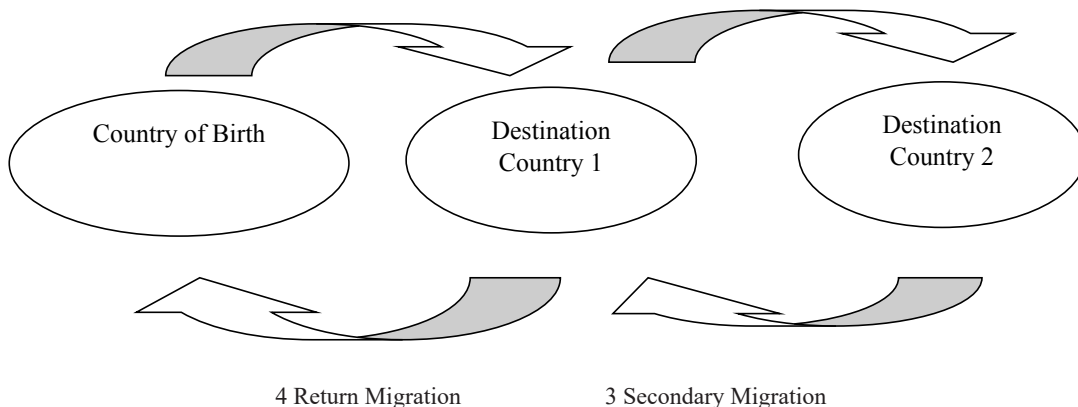 Country of Birth
Destination
Country 1
Destination
Country 2
4 Return Migration
3 Secondary Migration